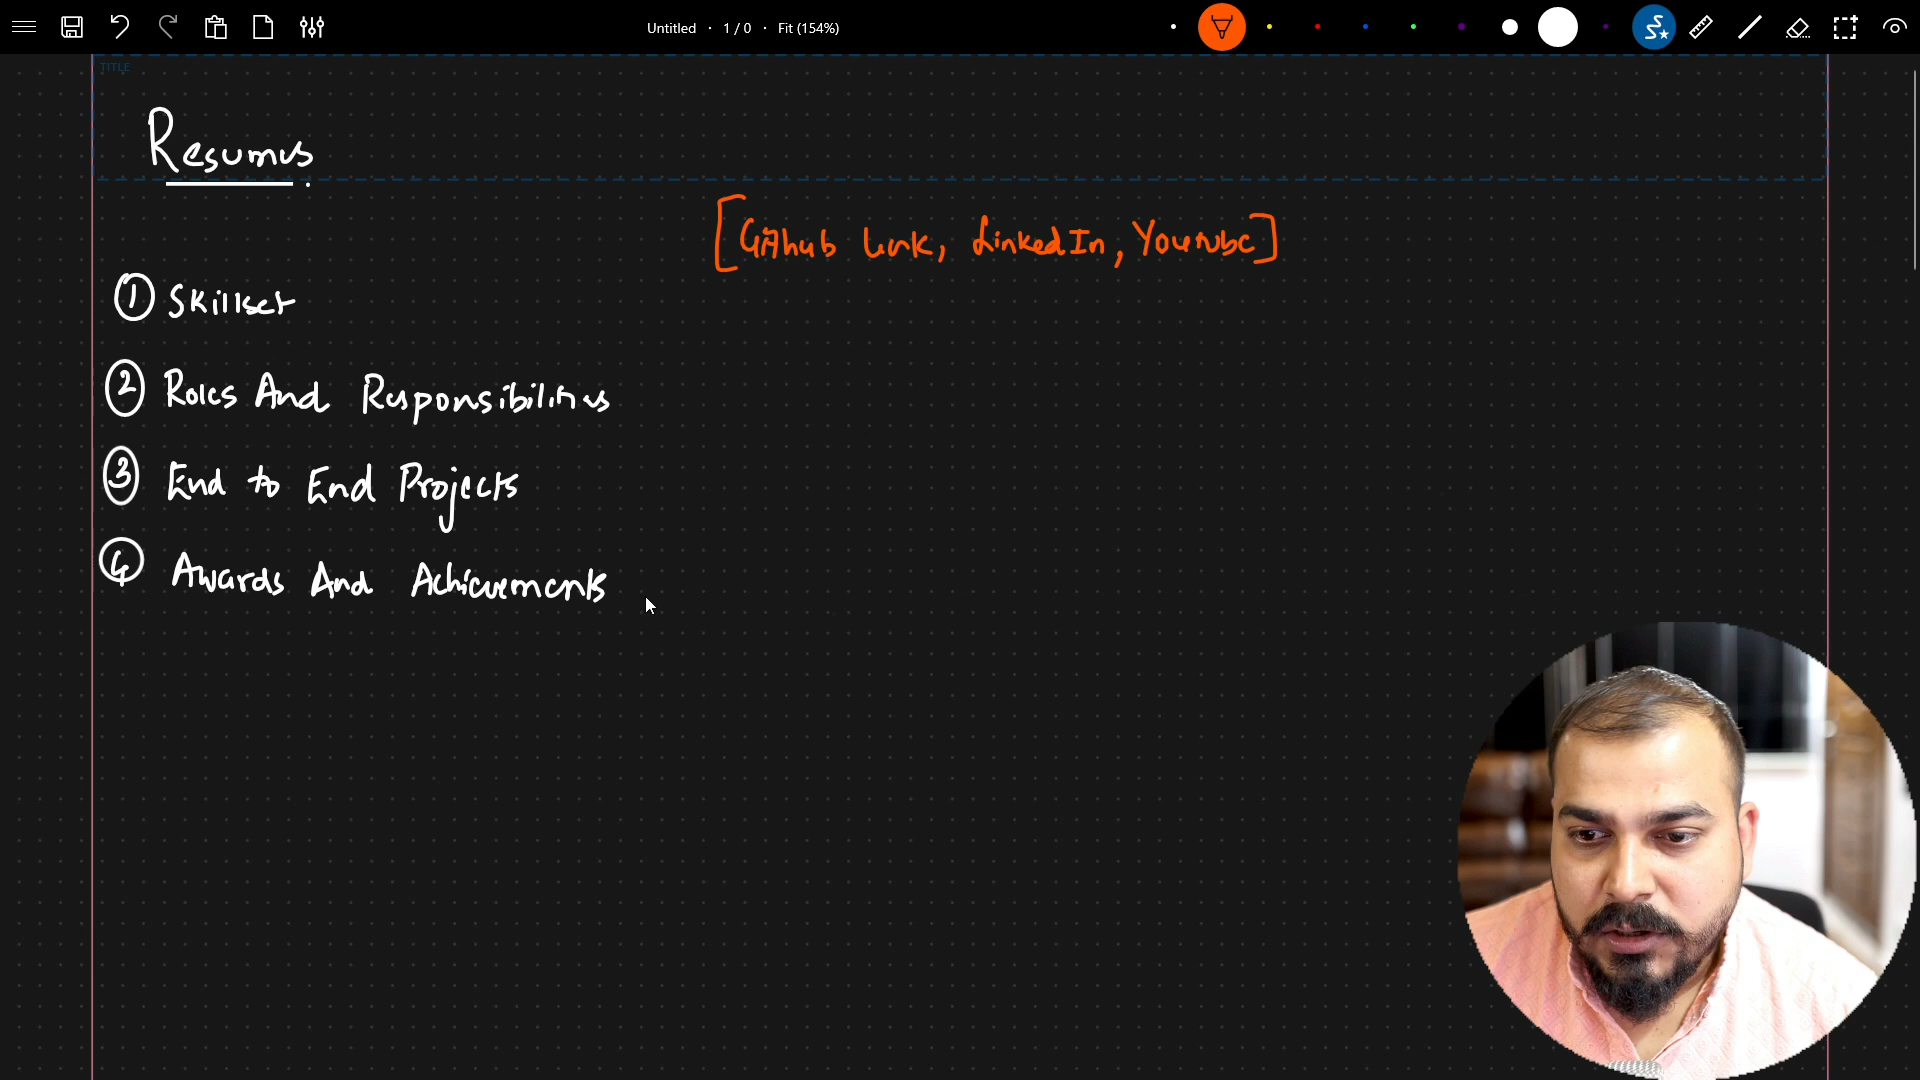 Untitled · 1 / 0 · Fit (154%)
TITLE
Resumes
[Github link, LinkedIn, Youtube]
① Skillset
② Roles And Responsibilities
③ End to End Projects
④ Awards And Achievements